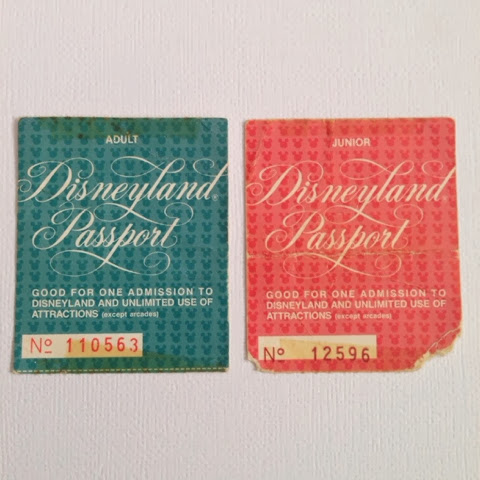 ADULT
Disneyland®
Passport
GOOD FOR ONE ADMISSION TO
DISNEYLAND AND UNLIMITED USE OF
ATTRACTIONS (except arcades)
Nº 110563
JUNIOR
Disneyland®
Passport
GOOD FOR ONE ADMISSION TO
DISNEYLAND AND UNLIMITED USE OF
ATTRACTIONS (except arcades)
Nº 12596